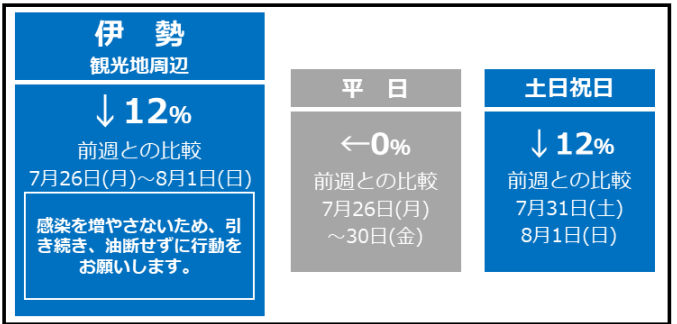 伊　勢
観光地周辺
↓12%
前週との比較
7月26日(月)～8月1日(日)
感染を増やさないため、引
き続き、油断せずに行動を
お願いします。
平　日
←0%
前週との比較
7月26日(月)
～30日(金)
土日祝日
↓12%
前週との比較
7月31日(土)
8月1日(日)